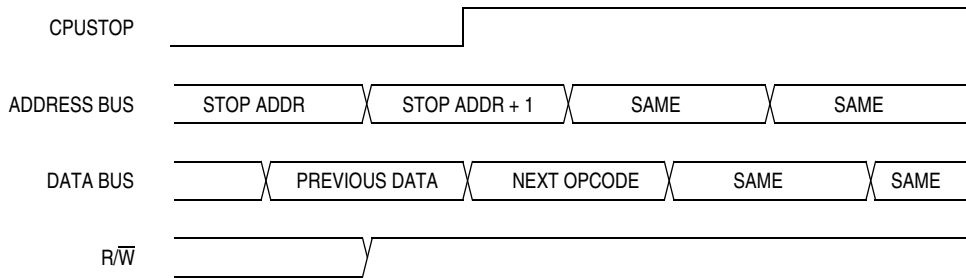 CPUSTOP
ADDRESS BUS STOP ADDR STOP ADDR + 1 SAME SAME
DATA BUS PREVIOUS DATA NEXT OPCODE SAME SAME
R/W̅